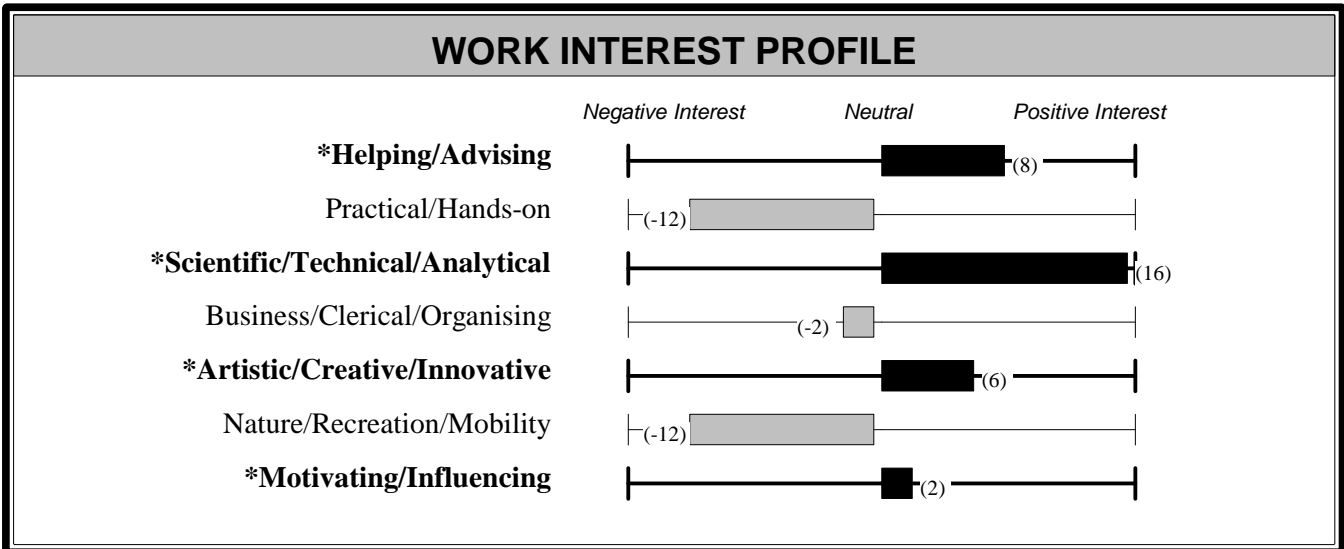 WORK INTEREST PROFILE
Negative Interest Neutral Positive Interest
*Helping/Advising (8)
Practical/Hands-on (-12)
*Scientific/Technical/Analytical (16)
Business/Clerical/Organising (-2)
*Artistic/Creative/Innovative (6)
Nature/Recreation/Mobility (-12)
*Motivating/Influencing (2)